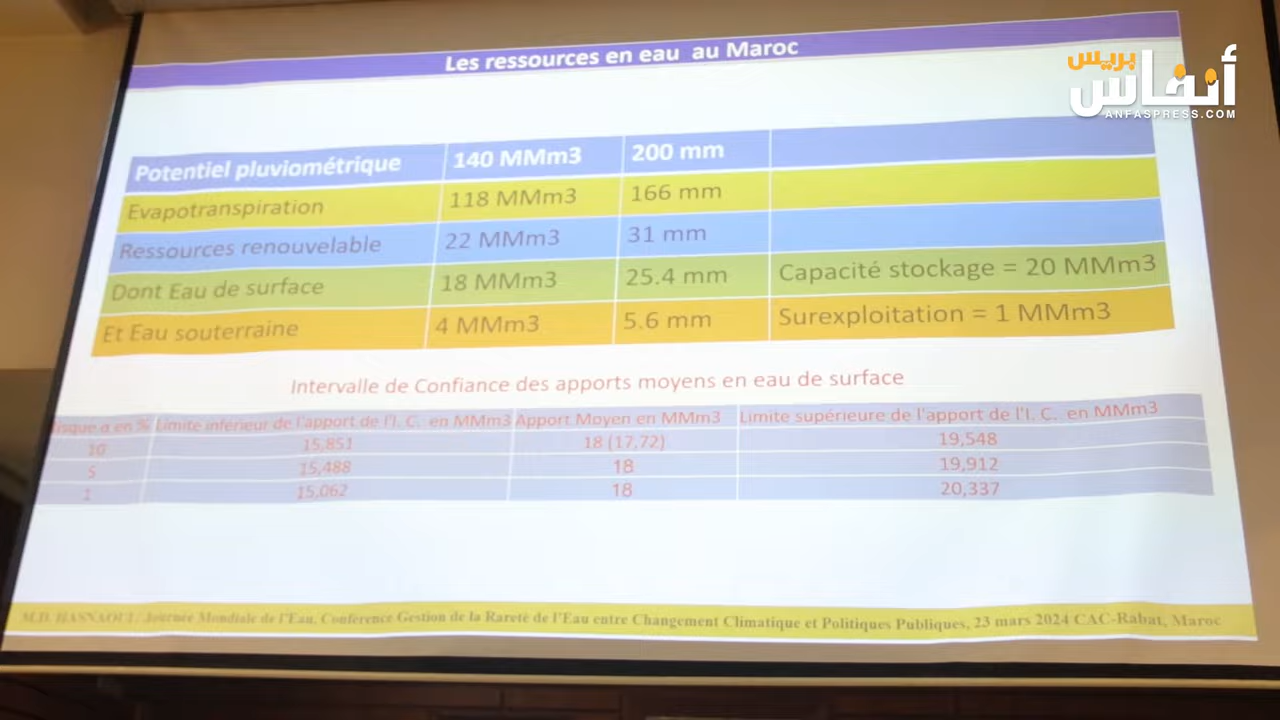 Les ressources en eau au Maroc
أنفاس بريس
ANFASPRESS.COM
Potentiel pluviométrique 140 MMm3 200 mm
Evapotranspiration 118 MMm3 166 mm
Ressources renouvelable 22 MMm3 31 mm
Dont Eau de surface 18 MMm3 25.4 mm Capacité stockage = 20 MMm3
Et Eau souterraine 4 MMm3 5.6 mm Surexploitation = 1 MMm3
Intervalle de Confiance des apports moyens en eau de surface
isque α en % Limite inférieur de l'apport de l'I. C. en MMm3 Apport Moyen en MMm3 Limite supérieure de l'apport de l'I. C. en MMm3
10 15,851 18 (17,72) 19,548
5 15,488 18 19,912
1 15,062 18 20,337
M.D. HASNAOUI / Journée Mondiale de l'Eau. Conférence Gestion de la Rareté de l'Eau entre Changement Climatique et Politiques Publiques, 23 mars 2024 CAC-Rabat, Maroc